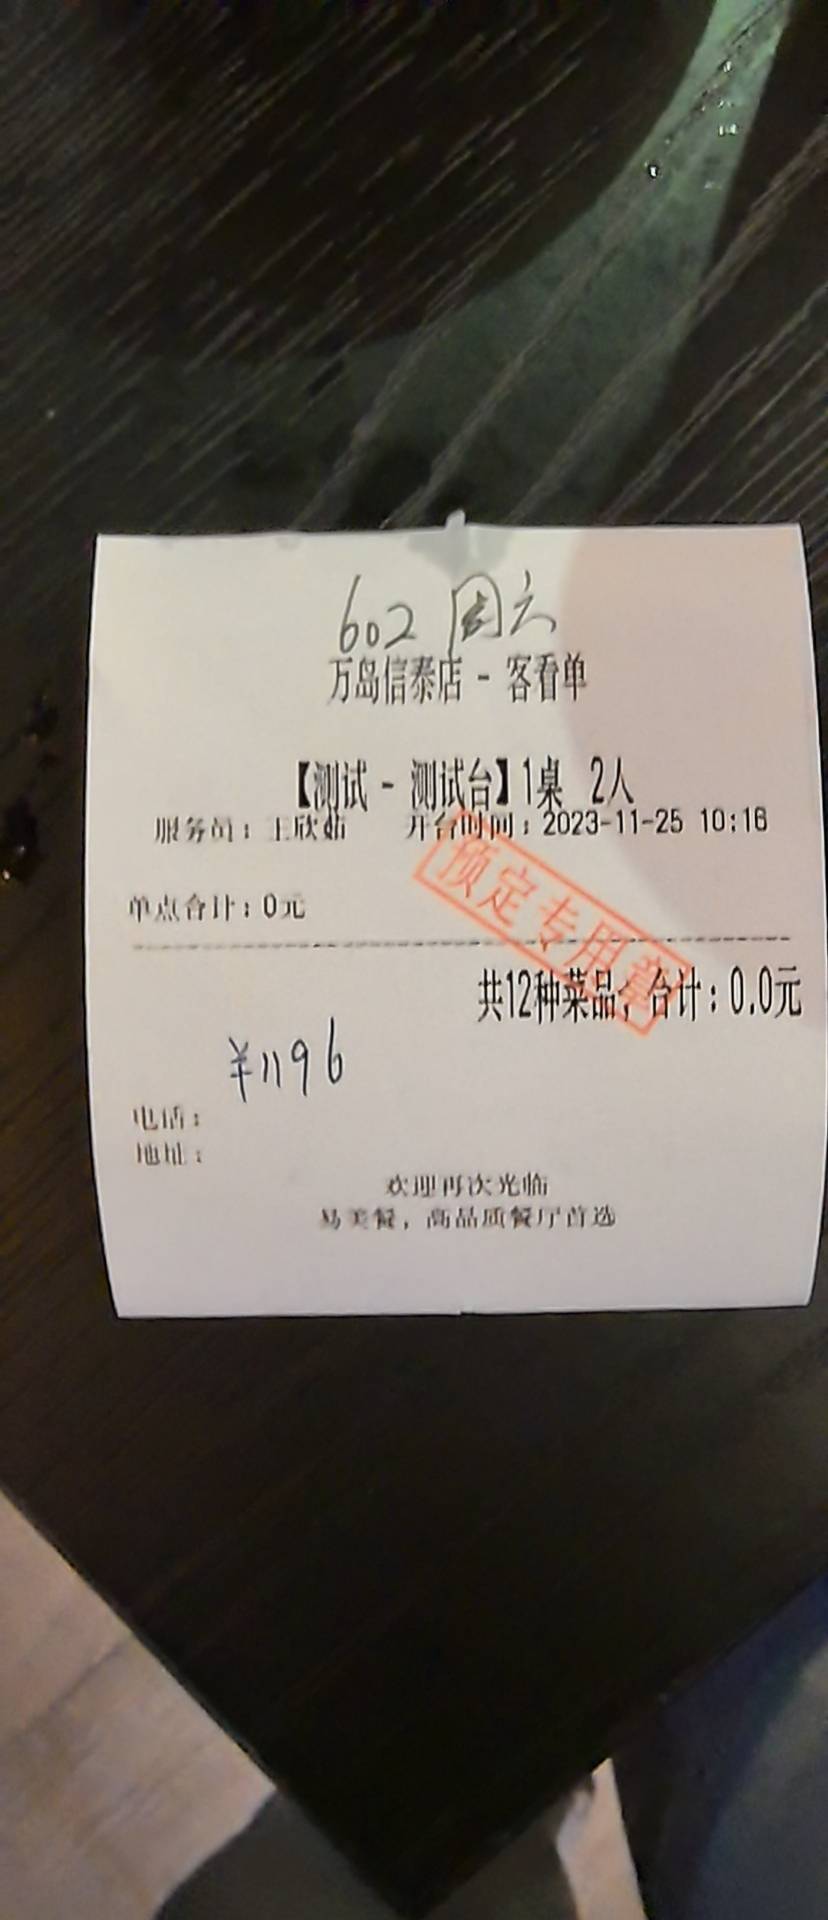 602 周六
万岛信泰店 - 客看单
【测试 - 测试台】1桌 2人
服务员：王欣茹 开台时间：2023-11-25 10:16
预定专用章
单点合计：0元
共12种菜品，合计：0.0元
¥1196
电话：
地址：
欢迎再次光临
易美餐，高品质餐厅首选